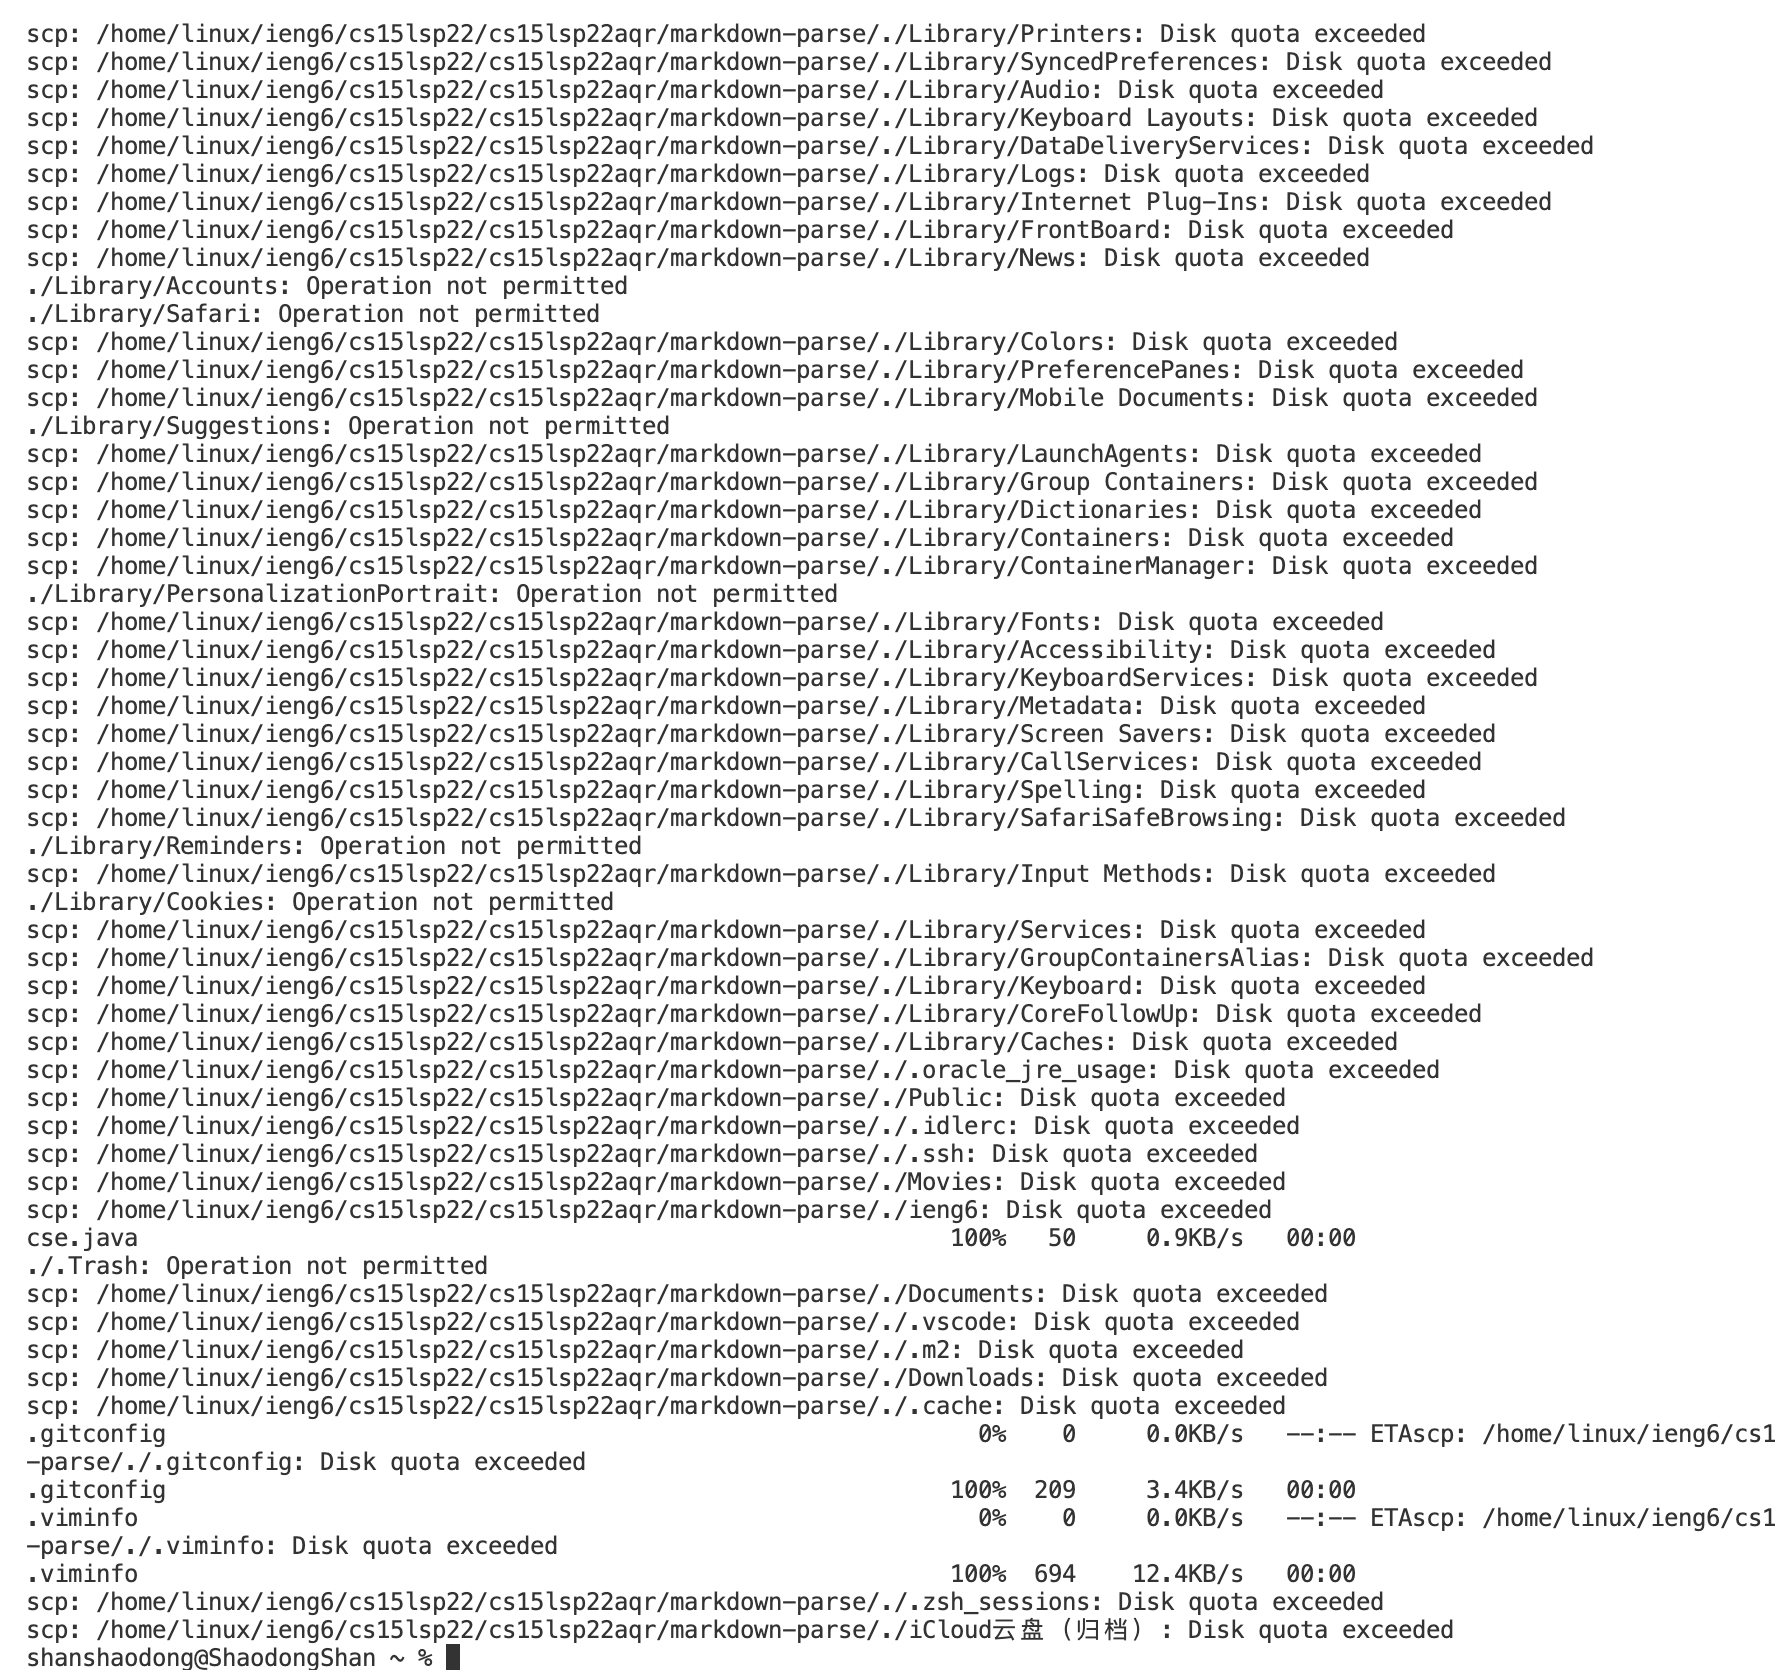 scp: /home/linux/ieng6/cs15lsp22/cs15lsp22aqr/markdown-parse/./Library/Printers: Disk quota exceeded
scp: /home/linux/ieng6/cs15lsp22/cs15lsp22aqr/markdown-parse/./Library/SyncedPreferences: Disk quota exceeded
scp: /home/linux/ieng6/cs15lsp22/cs15lsp22aqr/markdown-parse/./Library/Audio: Disk quota exceeded
scp: /home/linux/ieng6/cs15lsp22/cs15lsp22aqr/markdown-parse/./Library/Keyboard Layouts: Disk quota exceeded
scp: /home/linux/ieng6/cs15lsp22/cs15lsp22aqr/markdown-parse/./Library/DataDeliveryServices: Disk quota exceeded
scp: /home/linux/ieng6/cs15lsp22/cs15lsp22aqr/markdown-parse/./Library/Logs: Disk quota exceeded
scp: /home/linux/ieng6/cs15lsp22/cs15lsp22aqr/markdown-parse/./Library/Internet Plug-Ins: Disk quota exceeded
scp: /home/linux/ieng6/cs15lsp22/cs15lsp22aqr/markdown-parse/./Library/FrontBoard: Disk quota exceeded
scp: /home/linux/ieng6/cs15lsp22/cs15lsp22aqr/markdown-parse/./Library/News: Disk quota exceeded
./Library/Accounts: Operation not permitted
./Library/Safari: Operation not permitted
scp: /home/linux/ieng6/cs15lsp22/cs15lsp22aqr/markdown-parse/./Library/Colors: Disk quota exceeded
scp: /home/linux/ieng6/cs15lsp22/cs15lsp22aqr/markdown-parse/./Library/PreferencePanes: Disk quota exceeded
scp: /home/linux/ieng6/cs15lsp22/cs15lsp22aqr/markdown-parse/./Library/Mobile Documents: Disk quota exceeded
./Library/Suggestions: Operation not permitted
scp: /home/linux/ieng6/cs15lsp22/cs15lsp22aqr/markdown-parse/./Library/LaunchAgents: Disk quota exceeded
scp: /home/linux/ieng6/cs15lsp22/cs15lsp22aqr/markdown-parse/./Library/Group Containers: Disk quota exceeded
scp: /home/linux/ieng6/cs15lsp22/cs15lsp22aqr/markdown-parse/./Library/Dictionaries: Disk quota exceeded
scp: /home/linux/ieng6/cs15lsp22/cs15lsp22aqr/markdown-parse/./Library/Containers: Disk quota exceeded
scp: /home/linux/ieng6/cs15lsp22/cs15lsp22aqr/markdown-parse/./Library/ContainerManager: Disk quota exceeded
./Library/PersonalizationPortrait: Operation not permitted
scp: /home/linux/ieng6/cs15lsp22/cs15lsp22aqr/markdown-parse/./Library/Fonts: Disk quota exceeded
scp: /home/linux/ieng6/cs15lsp22/cs15lsp22aqr/markdown-parse/./Library/Accessibility: Disk quota exceeded
scp: /home/linux/ieng6/cs15lsp22/cs15lsp22aqr/markdown-parse/./Library/KeyboardServices: Disk quota exceeded
scp: /home/linux/ieng6/cs15lsp22/cs15lsp22aqr/markdown-parse/./Library/Metadata: Disk quota exceeded
scp: /home/linux/ieng6/cs15lsp22/cs15lsp22aqr/markdown-parse/./Library/Screen Savers: Disk quota exceeded
scp: /home/linux/ieng6/cs15lsp22/cs15lsp22aqr/markdown-parse/./Library/CallServices: Disk quota exceeded
scp: /home/linux/ieng6/cs15lsp22/cs15lsp22aqr/markdown-parse/./Library/Spelling: Disk quota exceeded
scp: /home/linux/ieng6/cs15lsp22/cs15lsp22aqr/markdown-parse/./Library/SafariSafeBrowsing: Disk quota exceeded
./Library/Reminders: Operation not permitted
scp: /home/linux/ieng6/cs15lsp22/cs15lsp22aqr/markdown-parse/./Library/Input Methods: Disk quota exceeded
./Library/Cookies: Operation not permitted
scp: /home/linux/ieng6/cs15lsp22/cs15lsp22aqr/markdown-parse/./Library/Services: Disk quota exceeded
scp: /home/linux/ieng6/cs15lsp22/cs15lsp22aqr/markdown-parse/./Library/GroupContainersAlias: Disk quota exceeded
scp: /home/linux/ieng6/cs15lsp22/cs15lsp22aqr/markdown-parse/./Library/Keyboard: Disk quota exceeded
scp: /home/linux/ieng6/cs15lsp22/cs15lsp22aqr/markdown-parse/./Library/CoreFollowUp: Disk quota exceeded
scp: /home/linux/ieng6/cs15lsp22/cs15lsp22aqr/markdown-parse/./Library/Caches: Disk quota exceeded
scp: /home/linux/ieng6/cs15lsp22/cs15lsp22aqr/markdown-parse/./.oracle_jre_usage: Disk quota exceeded
scp: /home/linux/ieng6/cs15lsp22/cs15lsp22aqr/markdown-parse/./Public: Disk quota exceeded
scp: /home/linux/ieng6/cs15lsp22/cs15lsp22aqr/markdown-parse/./.idlerc: Disk quota exceeded
scp: /home/linux/ieng6/cs15lsp22/cs15lsp22aqr/markdown-parse/./.ssh: Disk quota exceeded
scp: /home/linux/ieng6/cs15lsp22/cs15lsp22aqr/markdown-parse/./Movies: Disk quota exceeded
scp: /home/linux/ieng6/cs15lsp22/cs15lsp22aqr/markdown-parse/./ieng6: Disk quota exceeded
cse.java 100% 50 0.9KB/s 00:00
./.Trash: Operation not permitted
scp: /home/linux/ieng6/cs15lsp22/cs15lsp22aqr/markdown-parse/./Documents: Disk quota exceeded
scp: /home/linux/ieng6/cs15lsp22/cs15lsp22aqr/markdown-parse/./.vscode: Disk quota exceeded
scp: /home/linux/ieng6/cs15lsp22/cs15lsp22aqr/markdown-parse/./.m2: Disk quota exceeded
scp: /home/linux/ieng6/cs15lsp22/cs15lsp22aqr/markdown-parse/./Downloads: Disk quota exceeded
scp: /home/linux/ieng6/cs15lsp22/cs15lsp22aqr/markdown-parse/./.cache: Disk quota exceeded
.gitconfig 0% 0 0.0KB/s --:-- ETAscp: /home/linux/ieng6/cs1
-parse/./.gitconfig: Disk quota exceeded
.gitconfig 100% 209 3.4KB/s 00:00
.viminfo 0% 0 0.0KB/s --:-- ETAscp: /home/linux/ieng6/cs1
-parse/./.viminfo: Disk quota exceeded
.viminfo 100% 694 12.4KB/s 00:00
scp: /home/linux/ieng6/cs15lsp22/cs15lsp22aqr/markdown-parse/./.zsh_sessions: Disk quota exceeded
scp: /home/linux/ieng6/cs15lsp22/cs15lsp22aqr/markdown-parse/./iCloud云盘（归档）: Disk quota exceeded
shanshaodong@ShaodongShan ~ %